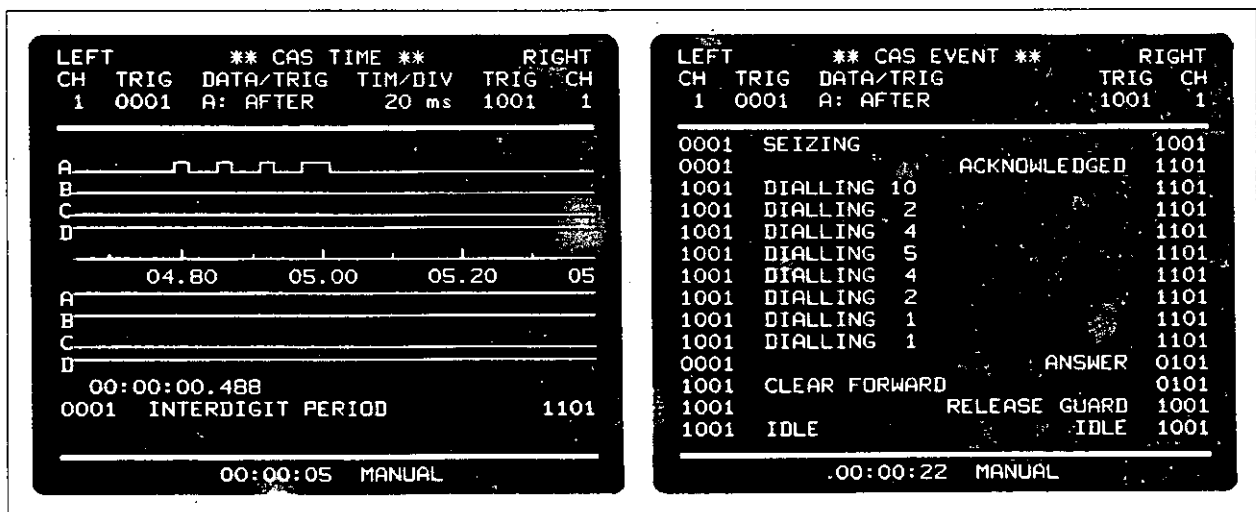 LEFT ** CAS TIME ** RIGHT
CH TRIG DATA/TRIG TIM/DIV TRIG CH
1 0001 A: AFTER 20 ms 1001 1
A
B
C
D
04.80 05.00 05.20 05
A
B
C
D
00:00:00.488
0001 INTERDIGIT PERIOD 1101
00:00:05 MANUAL
LEFT ** CAS EVENT ** RIGHT
CH TRIG DATA/TRIG TRIG CH
1 0001 A: AFTER 1001 1
0001 SEIZING 1001
0001 ACKNOWLEDGED 1101
1001 DIALLING 10 1101
1001 DIALLING 2 1101
1001 DIALLING 4 1101
1001 DIALLING 5 1101
1001 DIALLING 4 1101
1001 DIALLING 2 1101
1001 DIALLING 1 1101
1001 DIALLING 1 1101
0001 ANSWER 0101
1001 CLEAR FORWARD 0101
1001 RELEASE GUARD 1001
1001 IDLE IDLE 1001
00:00:22 MANUAL